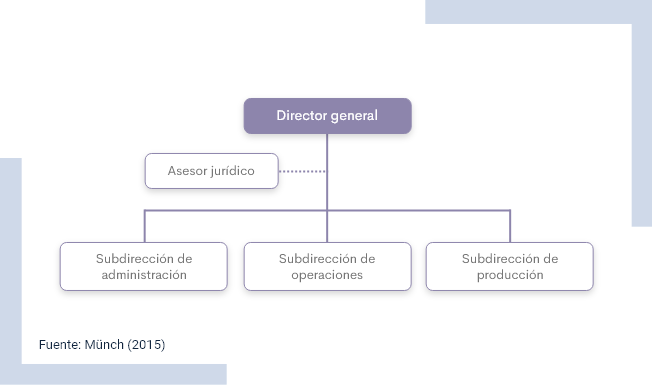 Director general
Asesor jurídico
Subdirección de
administración
Subdirección de
operaciones
Subdirección de
producción
Fuente: Münch (2015)